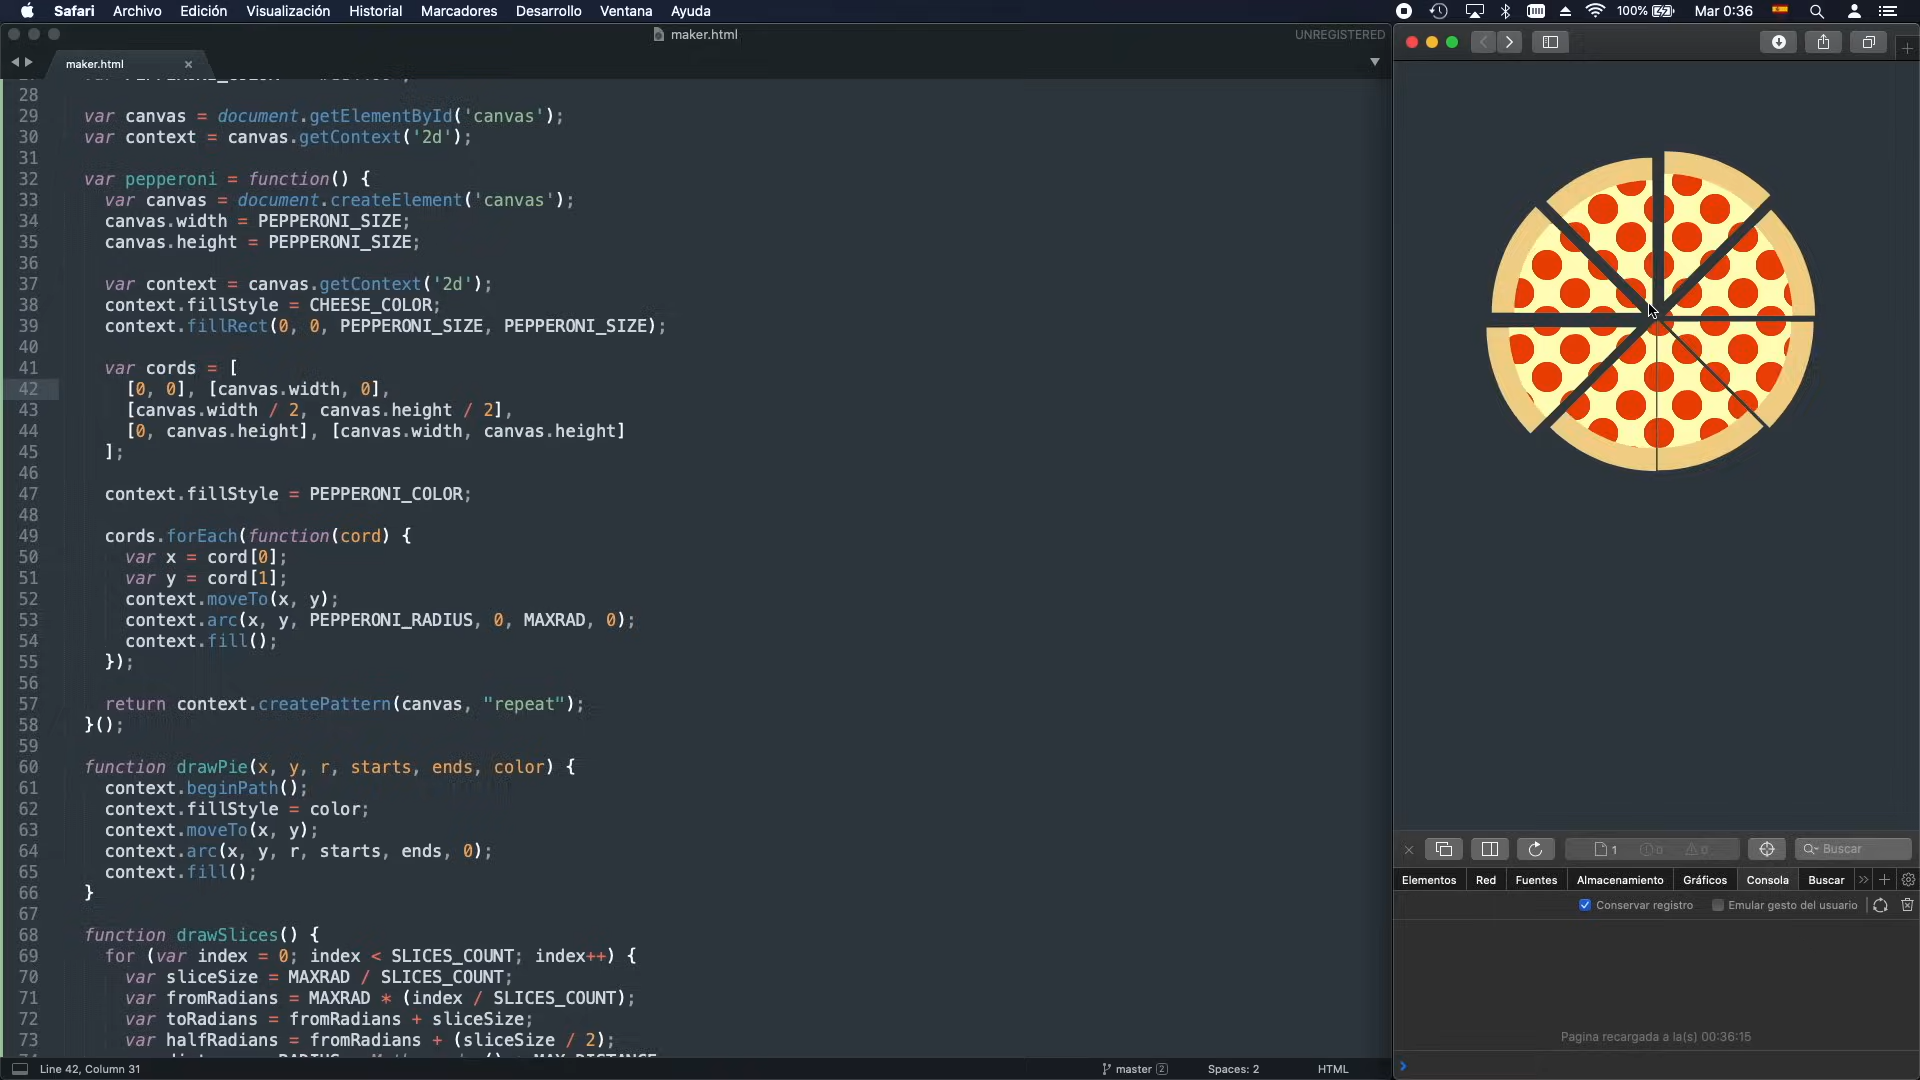 Safari Archivo Edición Visualización Historial Marcadores Desarrollo Ventana Ayuda 100% Mar 0:36
maker.html UNREGISTERED
maker.html
28
29 var canvas = document.getElementById('canvas');
30 var context = canvas.getContext('2d');
31
32 var pepperoni = function() {
33 var canvas = document.createElement('canvas');
34 canvas.width = PEPPERONI_SIZE;
35 canvas.height = PEPPERONI_SIZE;
36
37 var context = canvas.getContext('2d');
38 context.fillStyle = CHEESE_COLOR;
39 context.fillRect(0, 0, PEPPERONI_SIZE, PEPPERONI_SIZE);
40
41 var cords = [
42 [0, 0], [canvas.width, 0],
43 [canvas.width / 2, canvas.height / 2],
44 [0, canvas.height], [canvas.width, canvas.height]
45 ];
46
47 context.fillStyle = PEPPERONI_COLOR;
48
49 cords.forEach(function(cord) {
50 var x = cord[0];
51 var y = cord[1];
52 context.moveTo(x, y);
53 context.arc(x, y, PEPPERONI_RADIUS, 0, MAXRAD, 0);
54 context.fill();
55 });
56
57 return context.createPattern(canvas, "repeat");
58 }();
59
60 function drawPie(x, y, r, starts, ends, color) {
61 context.beginPath();
62 context.fillStyle = color;
63 context.moveTo(x, y);
64 context.arc(x, y, r, starts, ends, 0);
65 context.fill();
66 }
67
68 function drawSlices() {
69 for (var index = 0; index < SLICES_COUNT; index++) {
70 var sliceSize = MAXRAD / SLICES_COUNT;
71 var fromRadians = MAXRAD * (index / SLICES_COUNT);
72 var toRadians = fromRadians + sliceSize;
73 var halfRadians = fromRadians + (sliceSize / 2);
Line 42, Column 31 master 2 Spaces: 2 HTML
1 0 0 Buscar
Elementos Red Fuentes Almacenamiento Gráficos Consola Buscar
Conservar registro Emular gesto del usuario
Pagina recargada a la(s) 00:36:15